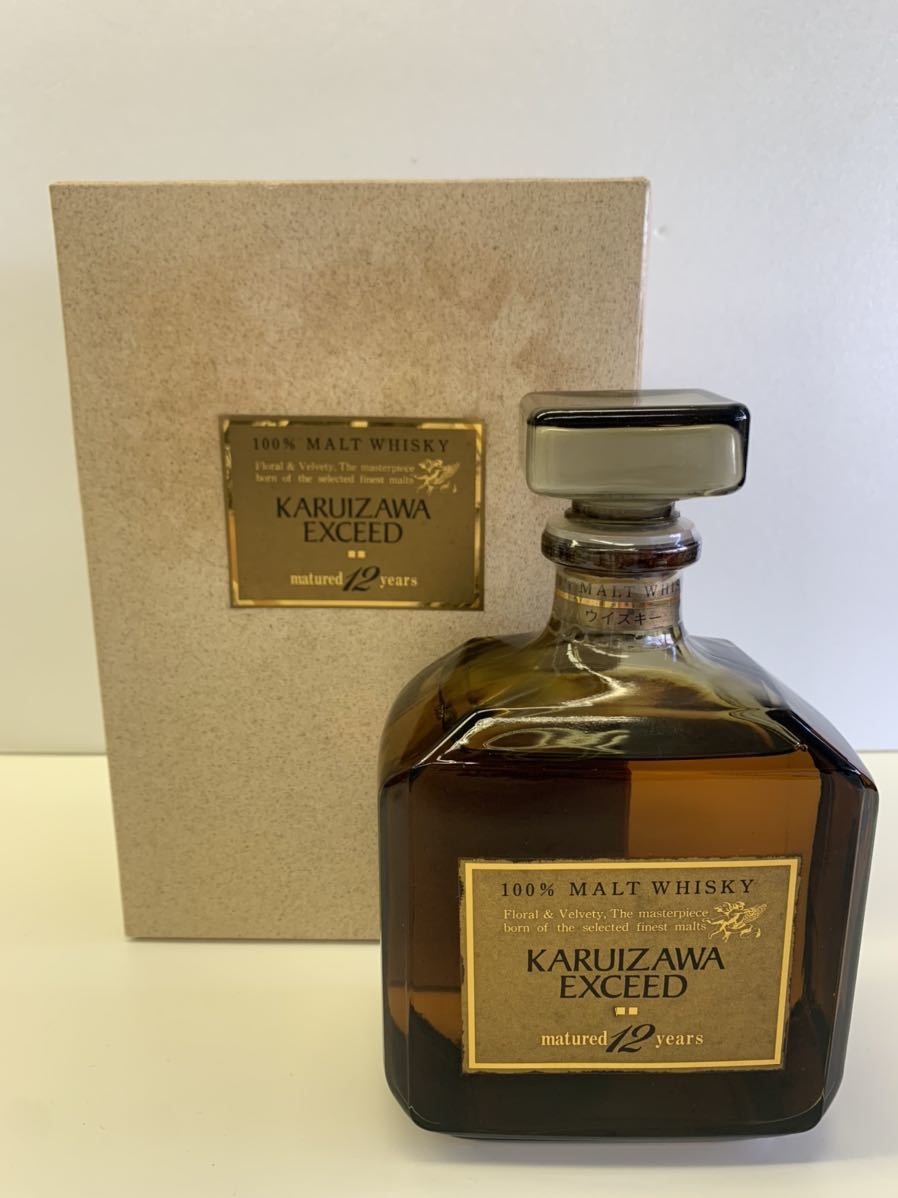 100% MALT WHISKY
Floral & Velvety, The masterpiece
born of the selected finest malts
KARUIZAWA
EXCEED
matured 12 years
MALT WHIS
ウイスキー
100% MALT WHISKY
Floral & Velvety, The masterpiece
born of the selected finest malts
KARUIZAWA
EXCEED
matured 12 years